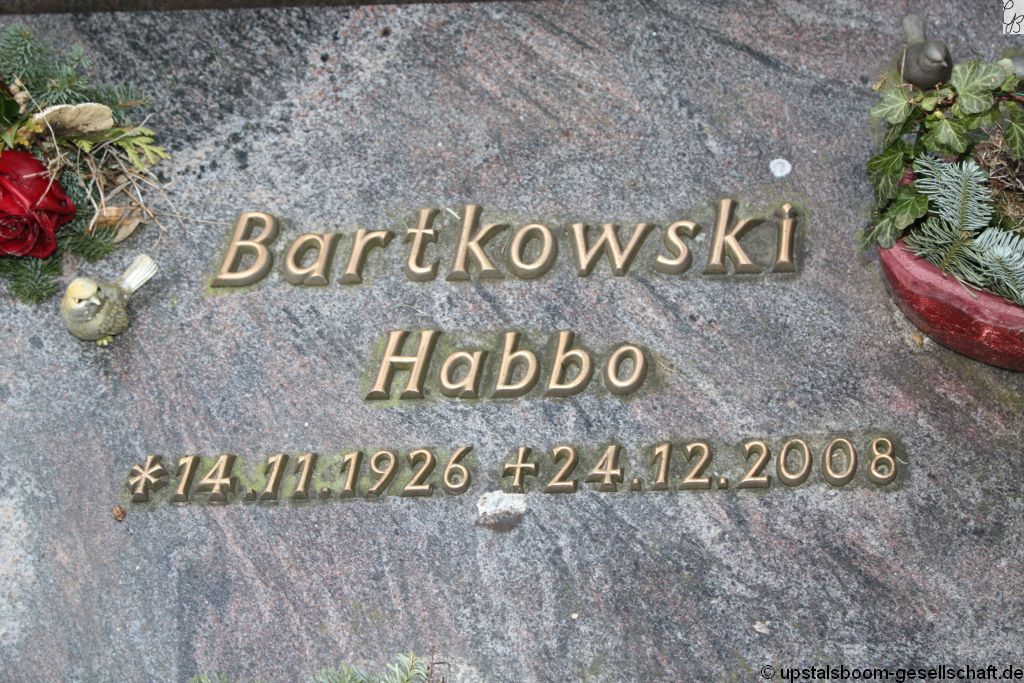 Bartkowski
Habbo
*14.11.1926 +24.12.2008
© upstalsboom-gesellschaft.de